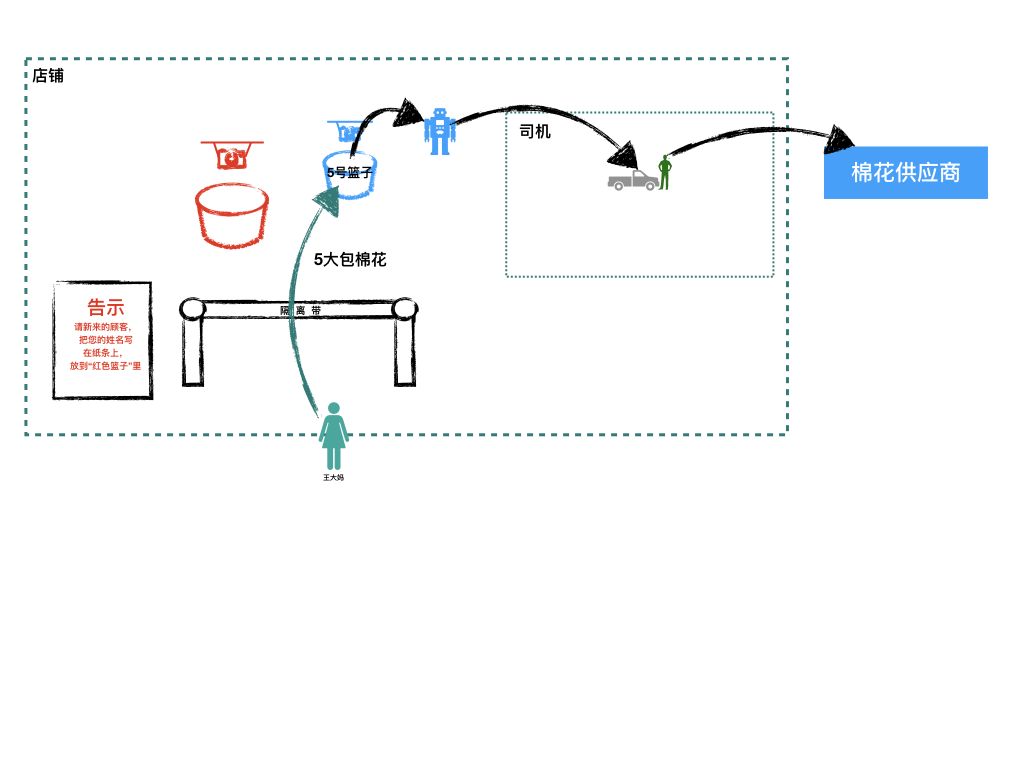 店铺
司机
棉花供应商
5号篮子
5大包棉花
告示
请新来的顾客，
把您的姓名写
在纸条上，
放到“红色篮子”里
隔 离 带
王大妈